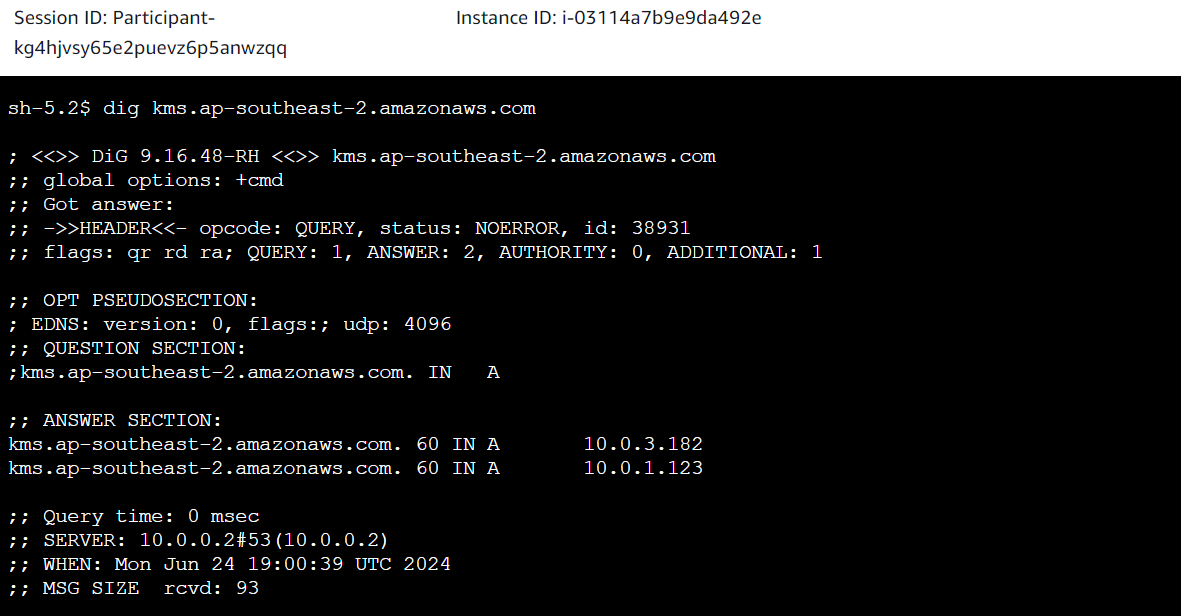 Session ID: Participant-
kg4hjvsy65e2puevz6p5anwzqq
Instance ID: i-03114a7b9e9da492e
sh-5.2$ dig kms.ap-southeast-2.amazonaws.com
; <<>> DiG 9.16.48-RH <<>> kms.ap-southeast-2.amazonaws.com
;; global options: +cmd
;; Got answer:
;; ->>HEADER<<- opcode: QUERY, status: NOERROR, id: 38931
;; flags: qr rd ra; QUERY: 1, ANSWER: 2, AUTHORITY: 0, ADDITIONAL: 1
;; OPT PSEUDOSECTION:
; EDNS: version: 0, flags:; udp: 4096
;; QUESTION SECTION:
;kms.ap-southeast-2.amazonaws.com. IN   A
;; ANSWER SECTION:
kms.ap-southeast-2.amazonaws.com. 60 IN A       10.0.3.182
kms.ap-southeast-2.amazonaws.com. 60 IN A       10.0.1.123
;; Query time: 0 msec
;; SERVER: 10.0.0.2#53(10.0.0.2)
;; WHEN: Mon Jun 24 19:00:39 UTC 2024
;; MSG SIZE  rcvd: 93